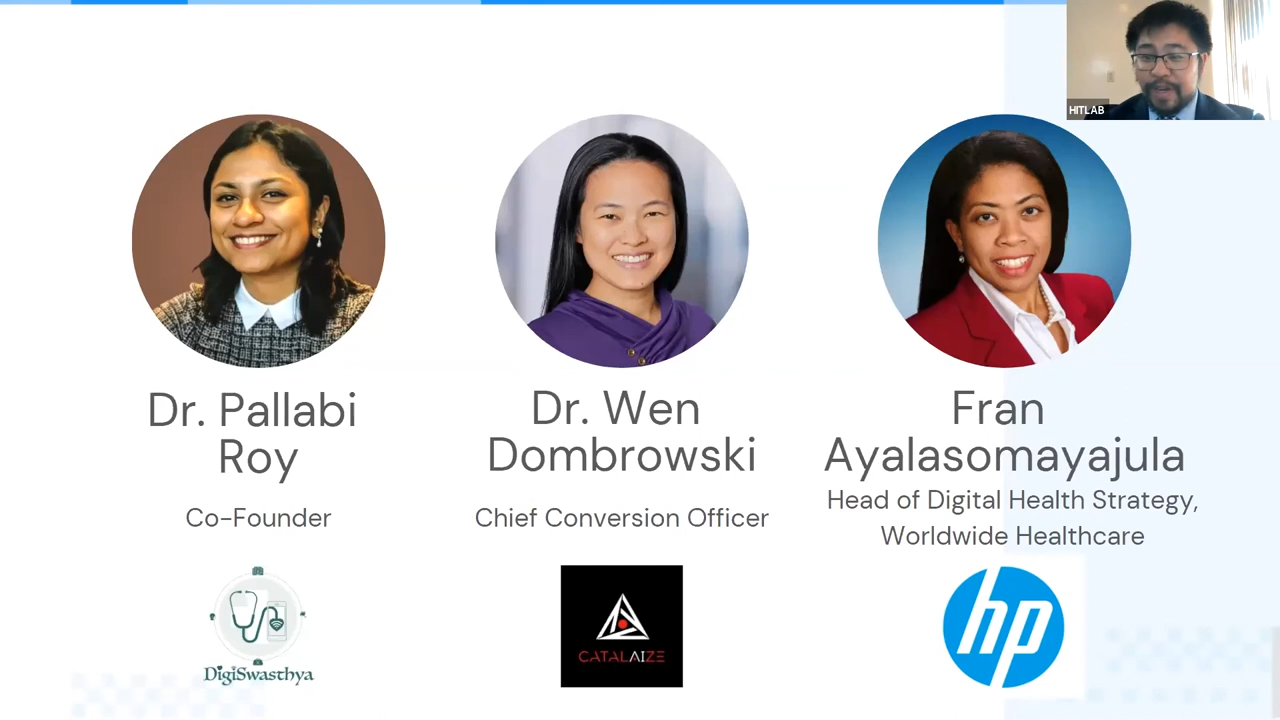 HITLAB
Dr. Pallabi
Roy
Co-Founder
DigiSwasthya
Dr. Wen
Dombrowski
Chief Conversion Officer
CATALAIZE
Fran
Ayalasomayajula
Head of Digital Health Strategy,
Worldwide Healthcare
hp